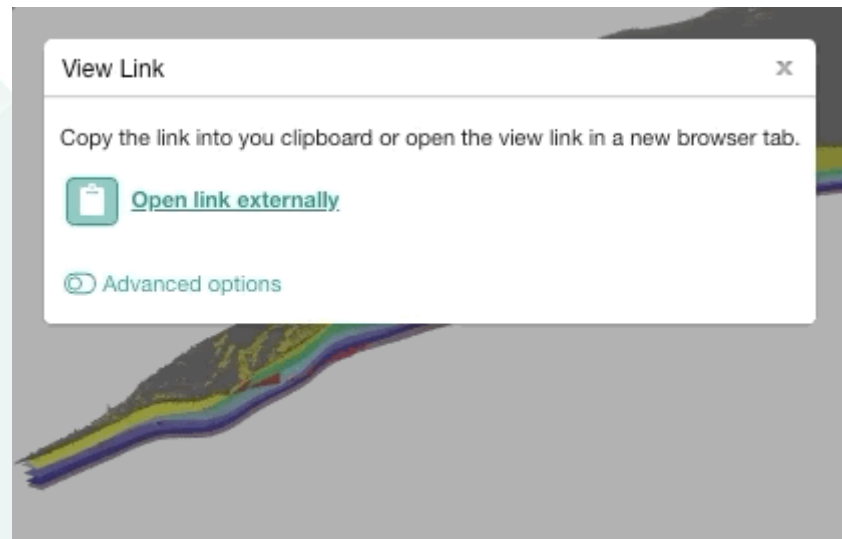 View Link
x
Copy the link into you clipboard or open the view link in a new browser tab.
Open link externally
Advanced options